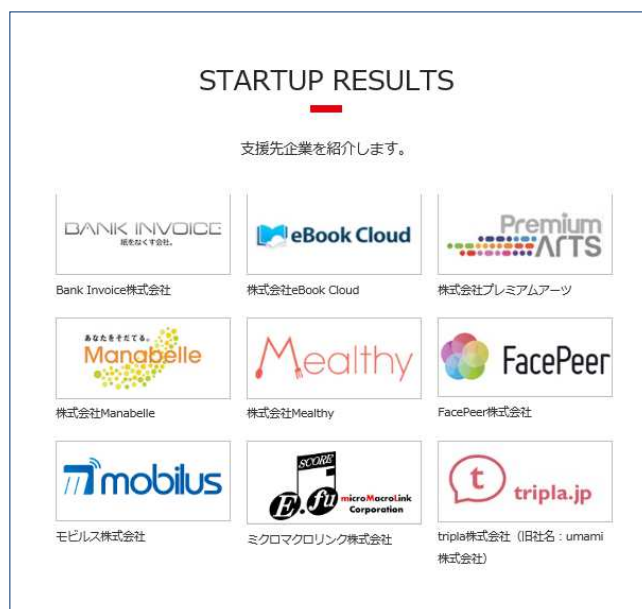 STARTUP RESULTS
支援先企業を紹介します。
BANK INVOICE
紙をなくす会社。
eBook Cloud
Premium
ARTS
Bank Invoice株式会社
株式会社eBook Cloud
株式会社プレミアムアーツ
あなたをそだてる。
Manabelle
Mealthy
FacePeer
株式会社Manabelle
株式会社Mealthy
FacePeer株式会社
mobilus
SCORE
E.fu
microMacroLink
Corporation
t
tripla.jp
モビルス株式会社
ミクロマクロリンク株式会社
tripla株式会社（旧社名：umami
株式会社）